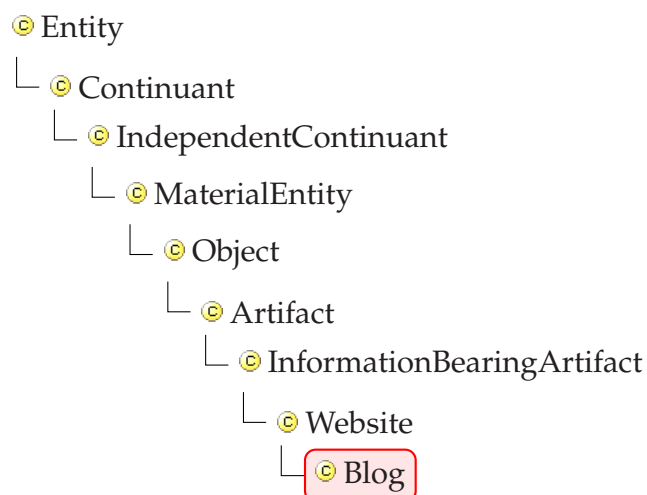 Entity
Continuant
IndependentContinuant
MaterialEntity
Object
Artifact
InformationBearingArtifact
Website
Blog